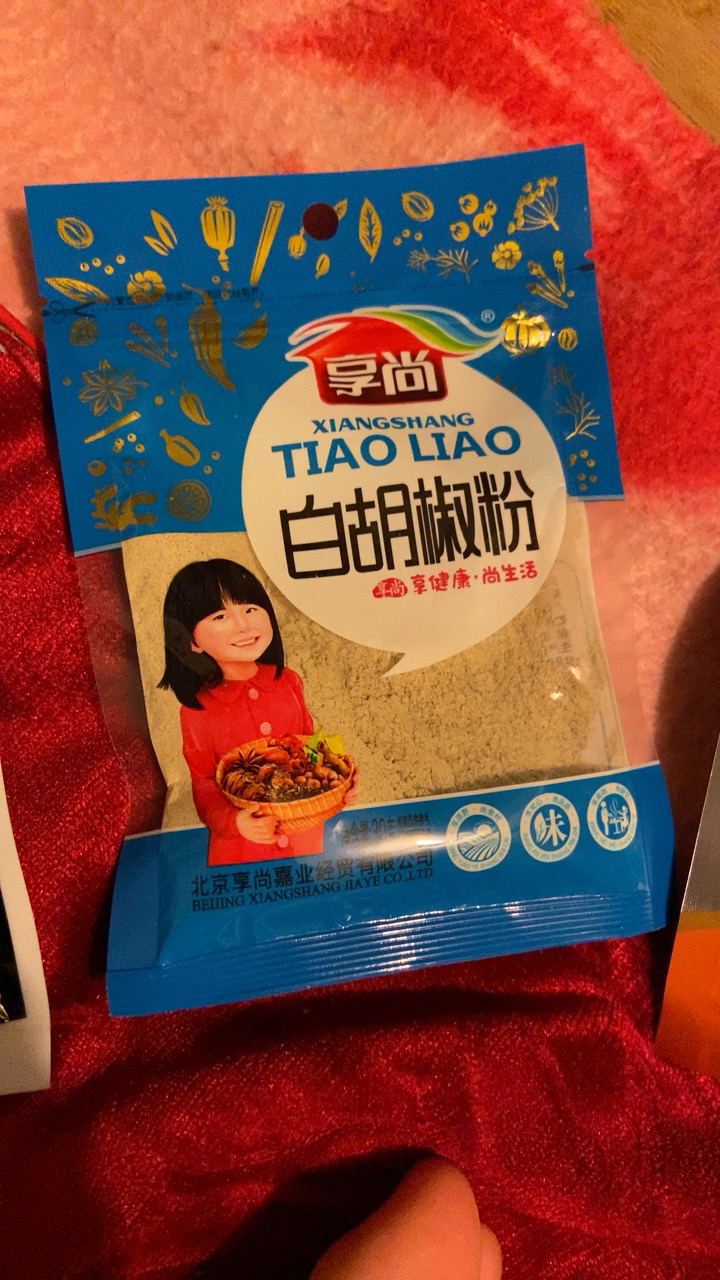 享尚
®
XIANGSHANG
TIAO LIAO
白胡椒粉
享尚 享健康·尚生活
味
北京享尚嘉业经贸有限公司
BEIJING XIANGSHANG JIAYE CO.,LTD